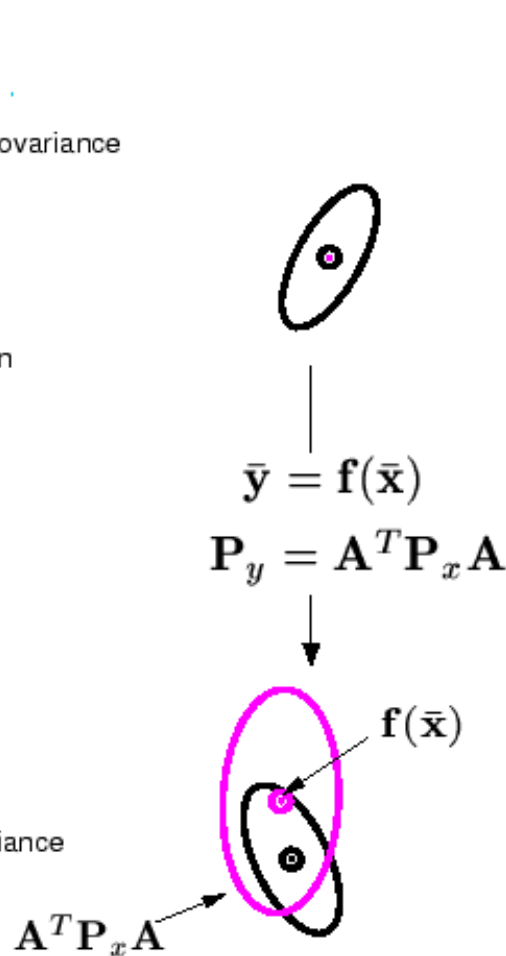 ovariance
n
ȳ = f(x̄)
P_y = A^T P_x A
f(x̄)
iance
A^T P_x A